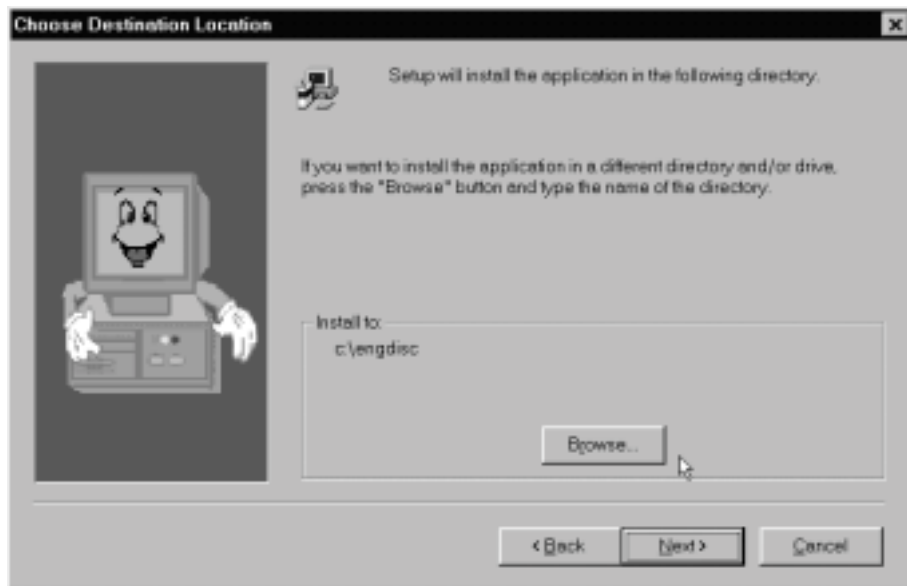 Choose Destination Location
Setup will install the application in the following directory.
If you want to install the application in a different directory and/or drive,
press the "Browse" button and type the name of the directory.
Install to:
c:\engdisc
Browse...
< Back
Next >
Cancel